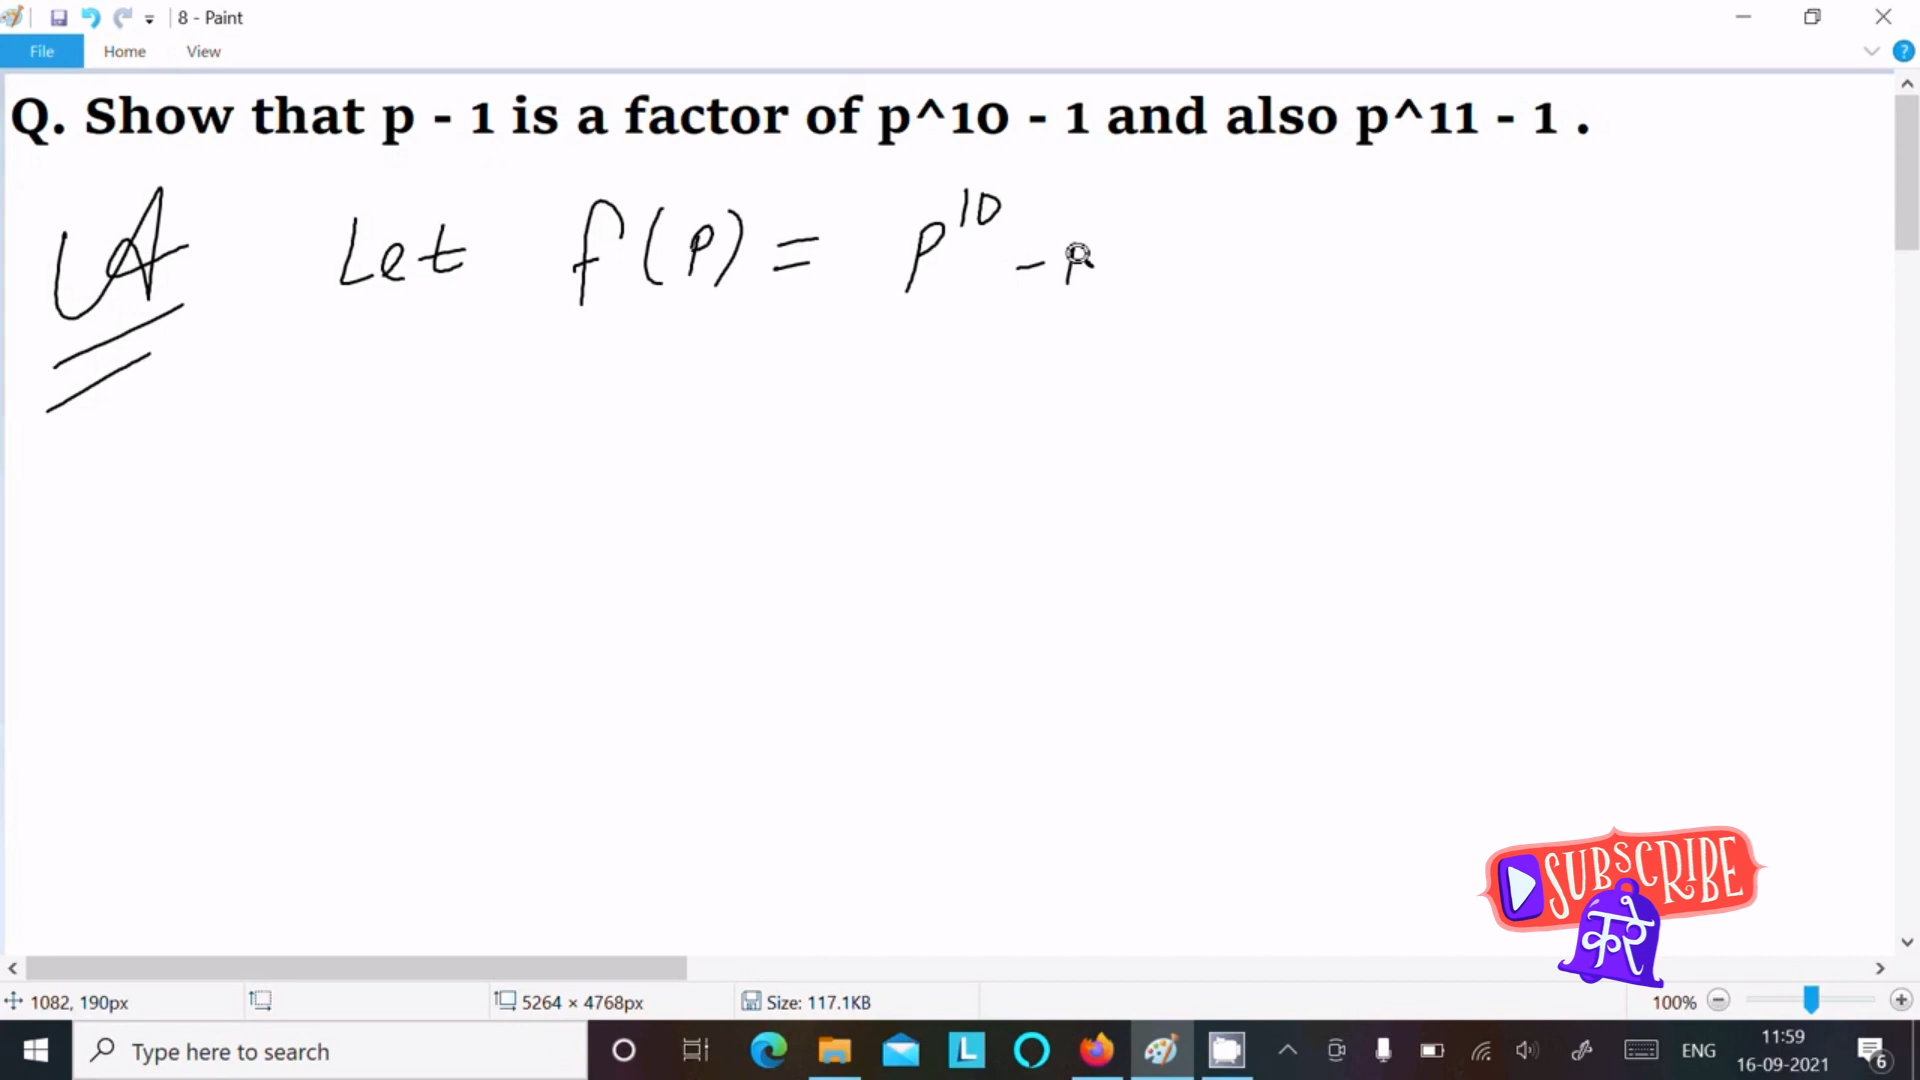 8 - Paint
File Home View
Q. Show that p - 1 is a factor of p^10 - 1 and also p^11 - 1 .
A Let f(p) = p^10 -
SUBSCRIBE
करे
1082, 190px 5264 × 4768px Size: 117.1KB 100%
Type here to search L ENG 11:59
16-09-2021 6